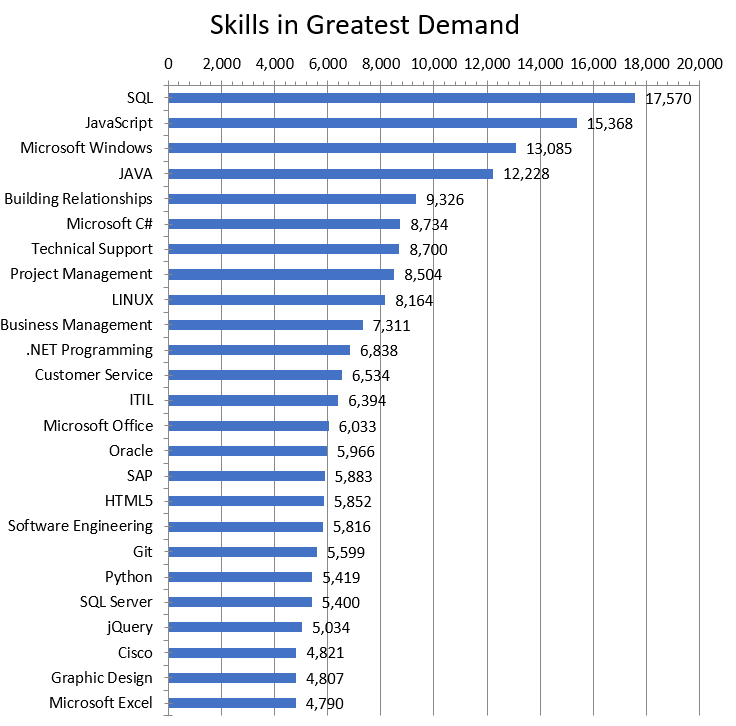 Skills in Greatest Demand
0 2,000 4,000 6,000 8,000 10,000 12,000 14,000 16,000 18,000 20,000
SQL 17,570
JavaScript 15,368
Microsoft Windows 13,085
JAVA 12,228
Building Relationships 9,326
Microsoft C# 8,734
Technical Support 8,700
Project Management 8,504
LINUX 8,164
Business Management 7,311
.NET Programming 6,838
Customer Service 6,534
ITIL 6,394
Microsoft Office 6,033
Oracle 5,966
SAP 5,883
HTML5 5,852
Software Engineering 5,816
Git 5,599
Python 5,419
SQL Server 5,400
jQuery 5,034
Cisco 4,821
Graphic Design 4,807
Microsoft Excel 4,790